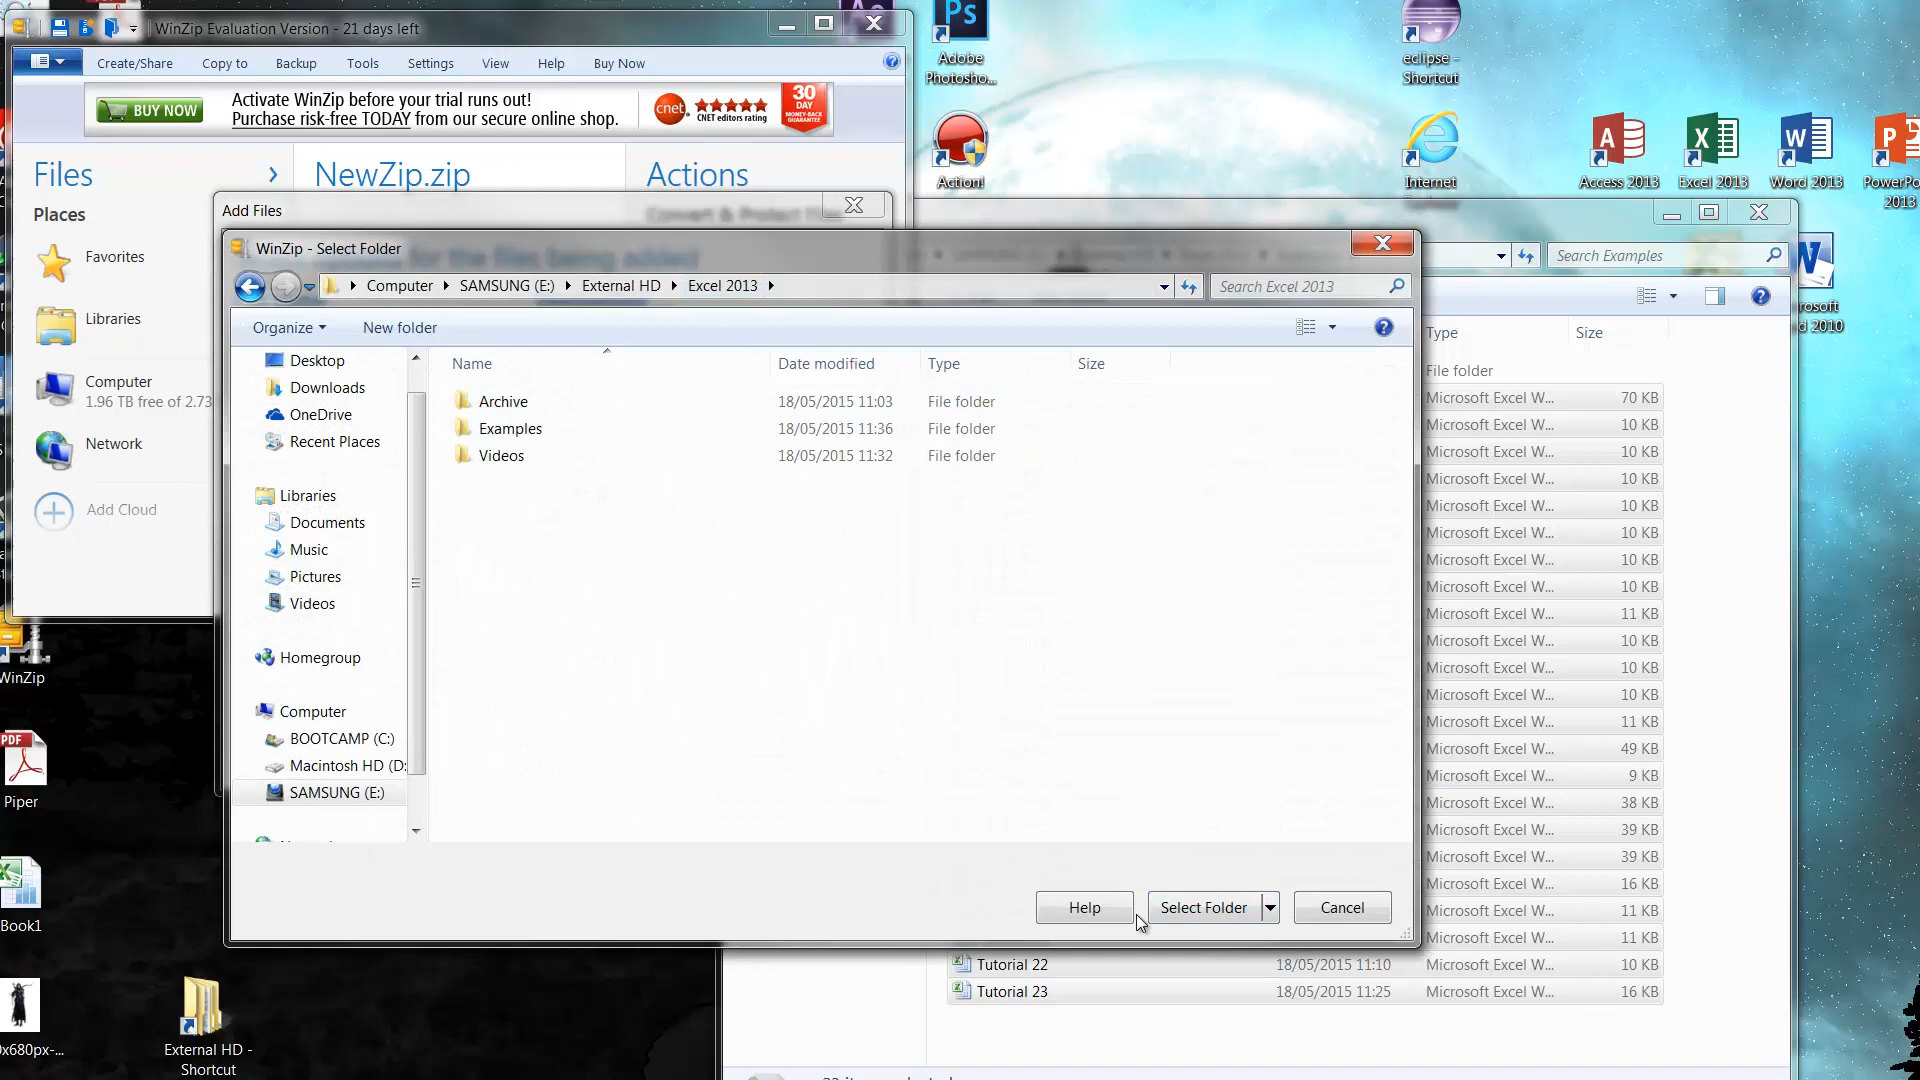 WinZip Evaluation Version - 21 days left
Create/Share Copy to Backup Tools Settings View Help Buy Now
BUY NOW
Activate WinZip before your trial runs out!
Purchase risk-free TODAY from our secure online shop.
cnet
CNET editors rating
30
DAY
MONEY-BACK
GUARANTEE
Files
NewZip.zip
Actions
Places
Favorites
Libraries
Computer
1.96 TB free of 2.73
Network
Add Cloud
Add Files
WinZip - Select Folder
Computer SAMSUNG (E:) External HD Excel 2013
Search Excel 2013
Organize New folder
Desktop
Downloads
OneDrive
Recent Places
Libraries
Documents
Music
Pictures
Videos
Homegroup
Computer
BOOTCAMP (C:)
Macintosh HD (D:
SAMSUNG (E:)
Name Date modified Type Size
Archive 18/05/2015 11:03 File folder
Examples 18/05/2015 11:36 File folder
Videos 18/05/2015 11:32 File folder
Help Select Folder Cancel
Search Examples
Type Size
File folder
Microsoft Excel W... 70 KB
Microsoft Excel W... 10 KB
Microsoft Excel W... 10 KB
Microsoft Excel W... 10 KB
Microsoft Excel W... 10 KB
Microsoft Excel W... 10 KB
Microsoft Excel W... 10 KB
Microsoft Excel W... 10 KB
Microsoft Excel W... 11 KB
Microsoft Excel W... 10 KB
Microsoft Excel W... 10 KB
Microsoft Excel W... 10 KB
Microsoft Excel W... 11 KB
Microsoft Excel W... 49 KB
Microsoft Excel W... 9 KB
Microsoft Excel W... 38 KB
Microsoft Excel W... 39 KB
Microsoft Excel W... 39 KB
Microsoft Excel W... 16 KB
Microsoft Excel W... 11 KB
Microsoft Excel W... 11 KB
Tutorial 22 18/05/2015 11:10 Microsoft Excel W... 10 KB
Tutorial 23 18/05/2015 11:25 Microsoft Excel W... 16 KB
Ps
Adobe
Photosho...
Action!
eclipse -
Shortcut
Internet
Access 2013
Excel 2013
Word 2013
PowerPo
2013
WinZip
PDF
Piper
Book1
0x680px-...
External HD -
Shortcut